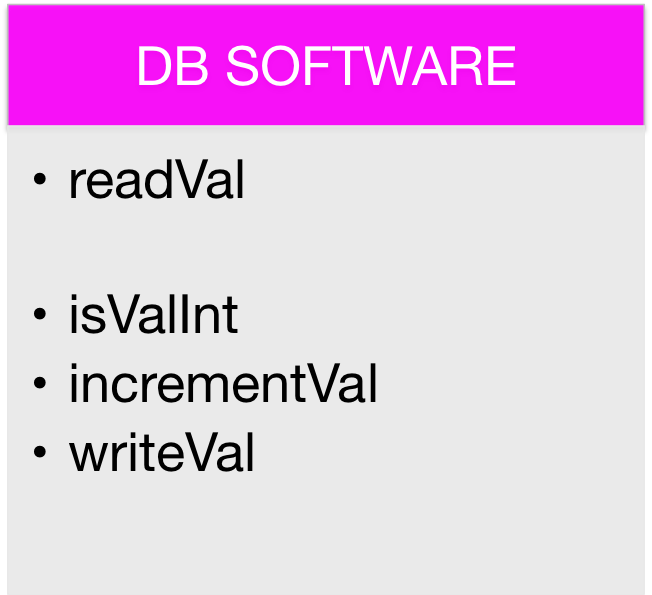 DB SOFTWARE
• readVal
• isValInt
• incrementVal
• writeVal